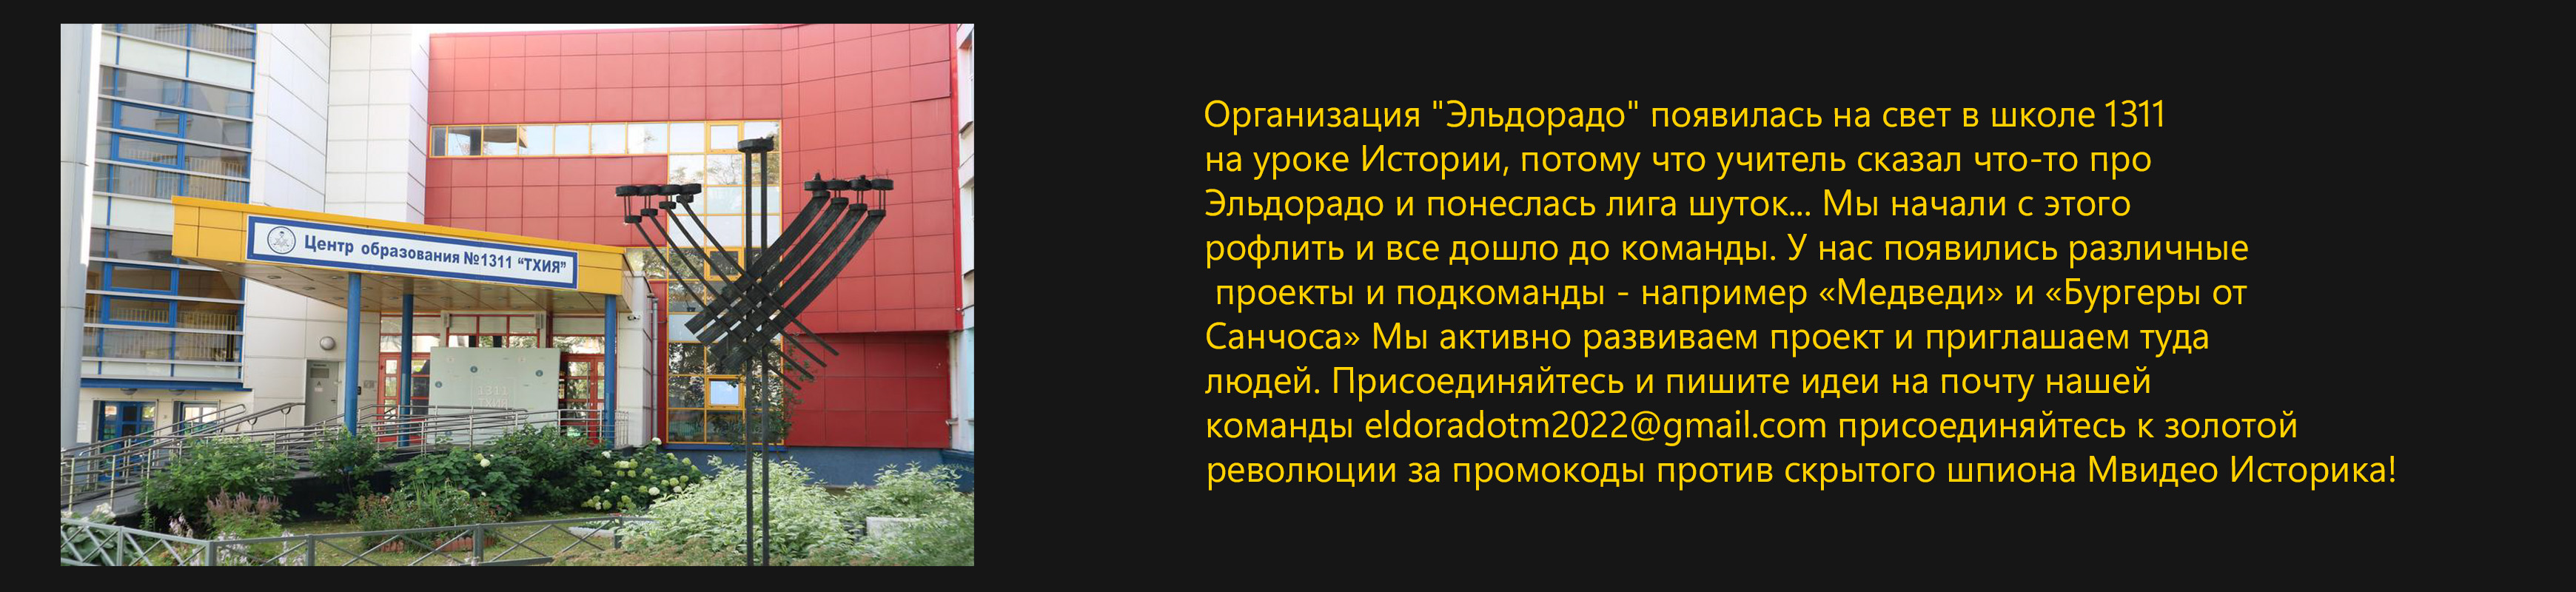 Центр образования №1311 "ТХИЯ"
1311
ТХИЯ
Организация "Эльдорадо" появилась на свет в школе 1311
на уроке Истории, потому что учитель сказал что-то про
Эльдорадо и понеслась лига шуток... Мы начали с этого
рофлить и все дошло до команды. У нас появились различные
проекты и подкоманды - например «Медведи» и «Бургеры от
Санчоса» Мы активно развиваем проект и приглашаем туда
людей. Присоединяйтесь и пишите идеи на почту нашей
команды eldoradotm2022@gmail.com присоединяйтесь к золотой
революции за промокоды против скрытого шпиона Мвидео Историка!